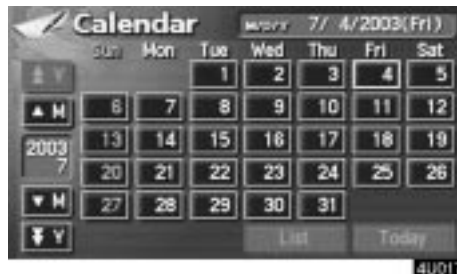 Calendar M/D/Y 7/ 4/2003(Fri)
Sun Mon Tue Wed Thu Fri Sat
Y 1 2 3 4 5
M 6 7 8 9 10 11 12
2003 13 14 15 16 17 18 19
7 20 21 22 23 24 25 26
M 27 28 29 30 31
Y List Today
4U017